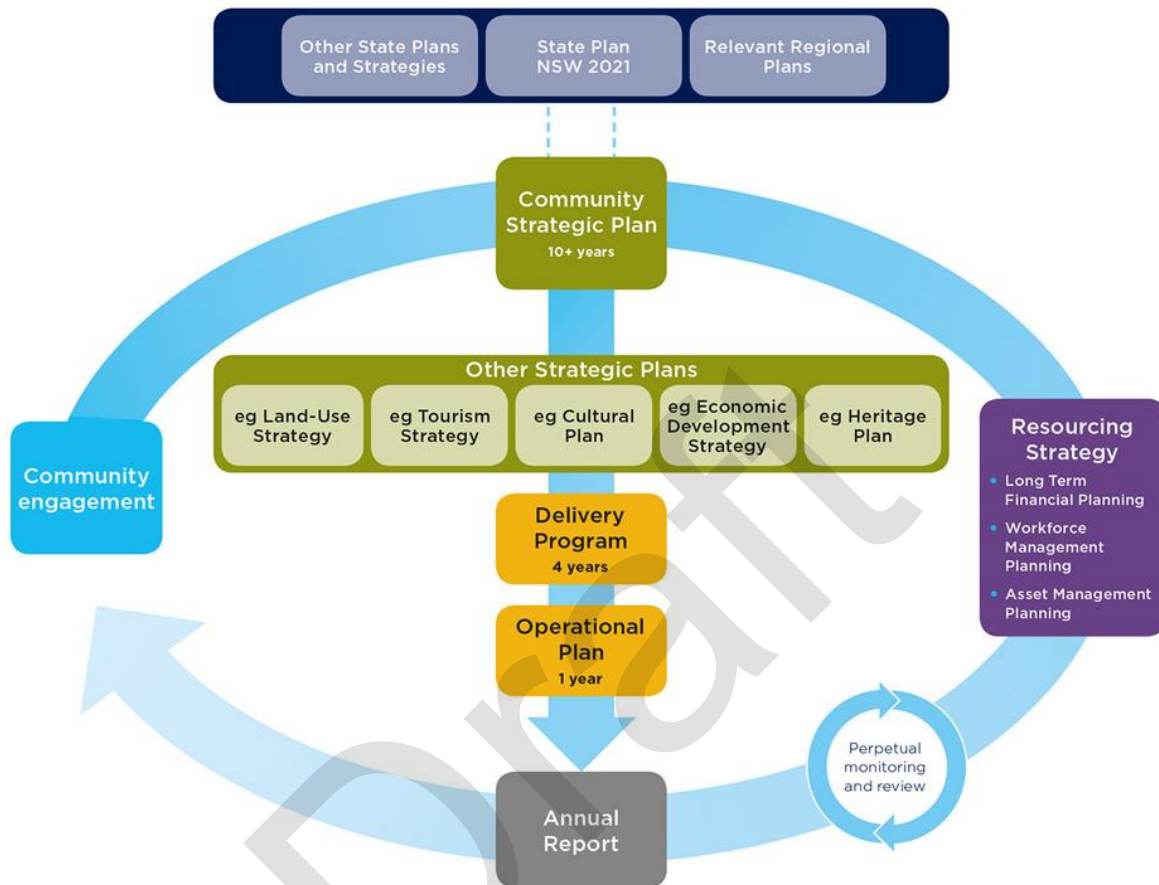 Other State Plans
and Strategies
State Plan
NSW 2021
Relevant Regional
Plans
Community
Strategic Plan
10+ years
Other Strategic Plans
eg Land-Use
Strategy
eg Tourism
Strategy
eg Cultural
Plan
eg Economic
Development
Strategy
eg Heritage
Plan
Community
engagement
Resourcing
Strategy
• Long Term
Financial Planning
• Workforce
Management
Planning
• Asset Management
Planning
Delivery
Program
4 years
Operational
Plan
1 year
Perpetual
monitoring
and review
Annual
Report
Draft